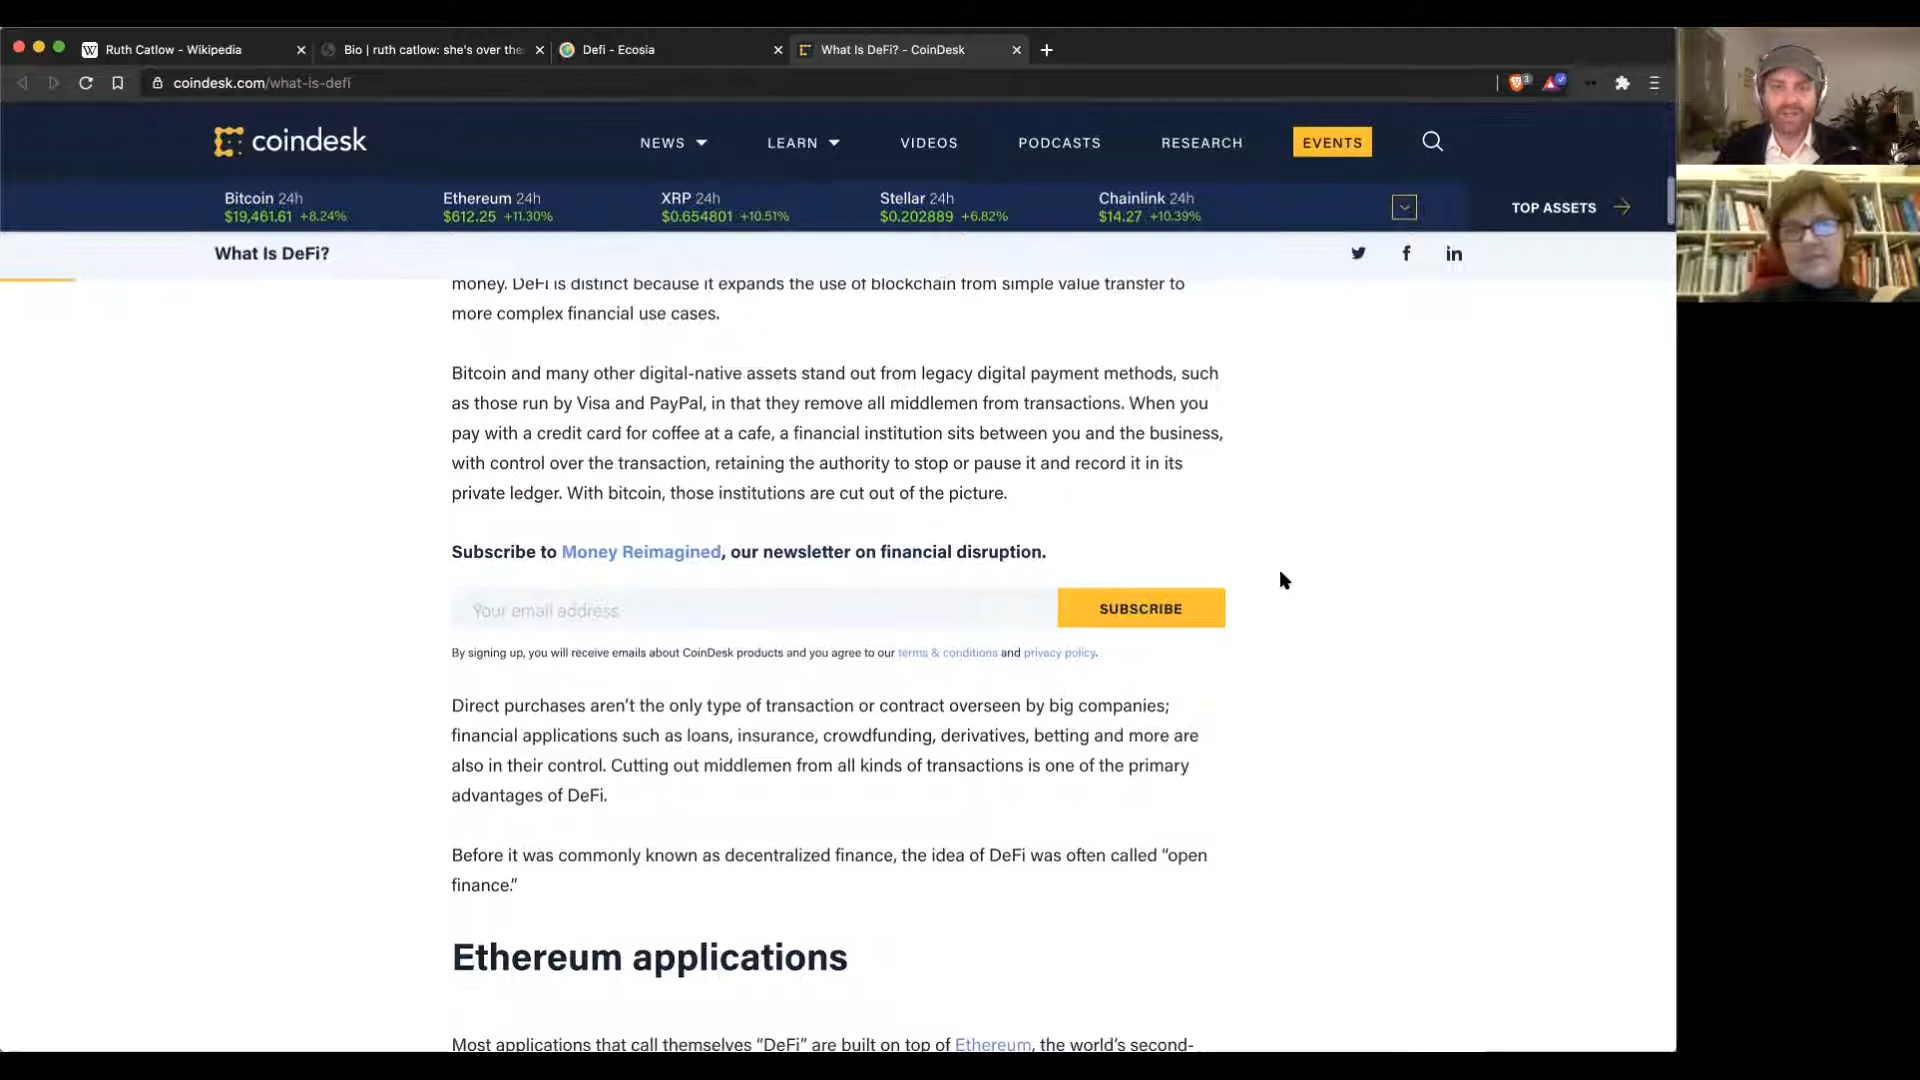 Ruth Catlow - Wikipedia
Bio | ruth catlow: she's over the
Defi - Ecosia
What Is DeFi? - CoinDesk
coindesk.com/what-is-defi
3
coindesk
NEWS
LEARN
VIDEOS
PODCASTS
RESEARCH
EVENTS
Bitcoin 24h
$19,461.61 +8.24%
Ethereum 24h
$612.25 +11.30%
XRP 24h
$0.654801 +10.51%
Stellar 24h
$0.202889 +6.82%
Chainlink 24h
$14.27 +10.39%
TOP ASSETS
What Is DeFi?
money. DeFi is distinct because it expands the use of blockchain from simple value transfer to
more complex financial use cases.
Bitcoin and many other digital-native assets stand out from legacy digital payment methods, such
as those run by Visa and PayPal, in that they remove all middlemen from transactions. When you
pay with a credit card for coffee at a cafe, a financial institution sits between you and the business,
with control over the transaction, retaining the authority to stop or pause it and record it in its
private ledger. With bitcoin, those institutions are cut out of the picture.
Subscribe to Money Reimagined, our newsletter on financial disruption.
Your email address
SUBSCRIBE
By signing up, you will receive emails about CoinDesk products and you agree to our terms & conditions and privacy policy.
Direct purchases aren't the only type of transaction or contract overseen by big companies;
financial applications such as loans, insurance, crowdfunding, derivatives, betting and more are
also in their control. Cutting out middlemen from all kinds of transactions is one of the primary
advantages of DeFi.
Before it was commonly known as decentralized finance, the idea of DeFi was often called “open
finance.”
Ethereum applications
Most applications that call themselves “DeFi” are built on top of Ethereum, the world's second-